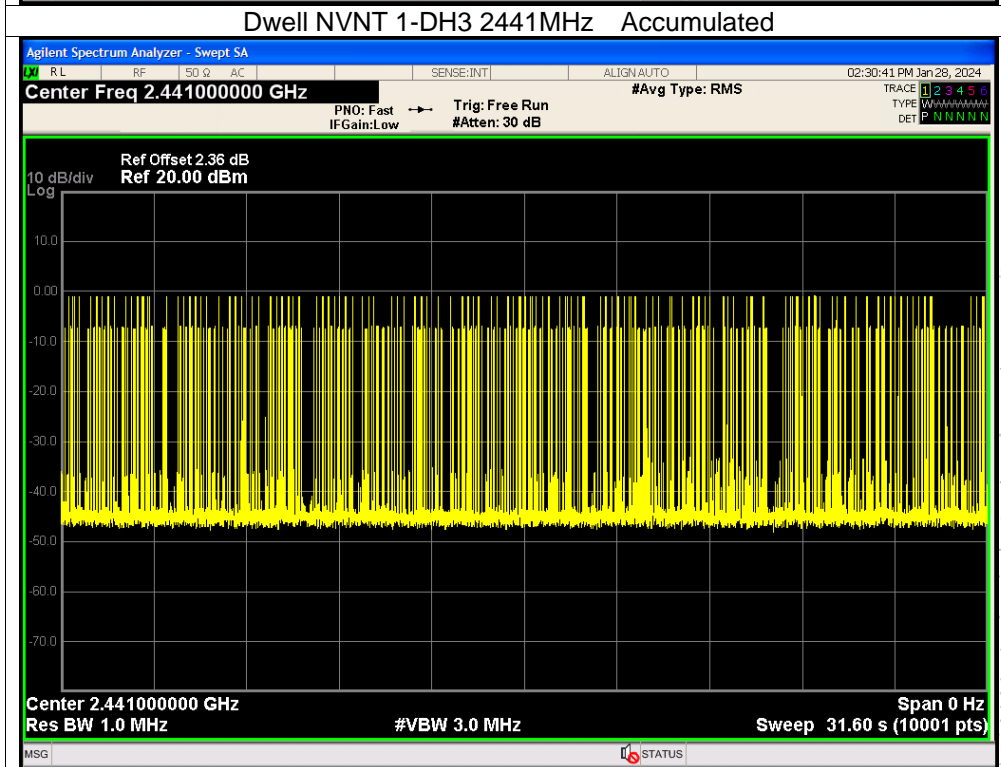 Dwell NVNT 1-DH3 2441MHz Accumulated
Agilent Spectrum Analyzer - Swept SA
LXI RL RF 50 Ω AC SENSE:INT ALIGN AUTO 02:30:41 PM Jan 28, 2024
Center Freq 2.441000000 GHz #Avg Type: RMS TRACE 1 2 3 4 5 6
PNO: Fast Trig: Free Run TYPE WWWWWW
IFGain:Low #Atten: 30 dB DET P N N N N N
Ref Offset 2.36 dB
10 dB/div Ref 20.00 dBm
Log
10.0
0.00
-10.0
-20.0
-30.0
-40.0
-50.0
-60.0
-70.0
Center 2.441000000 GHz Span 0 Hz
Res BW 1.0 MHz #VBW 3.0 MHz Sweep 31.60 s (10001 pts)
MSG STATUS